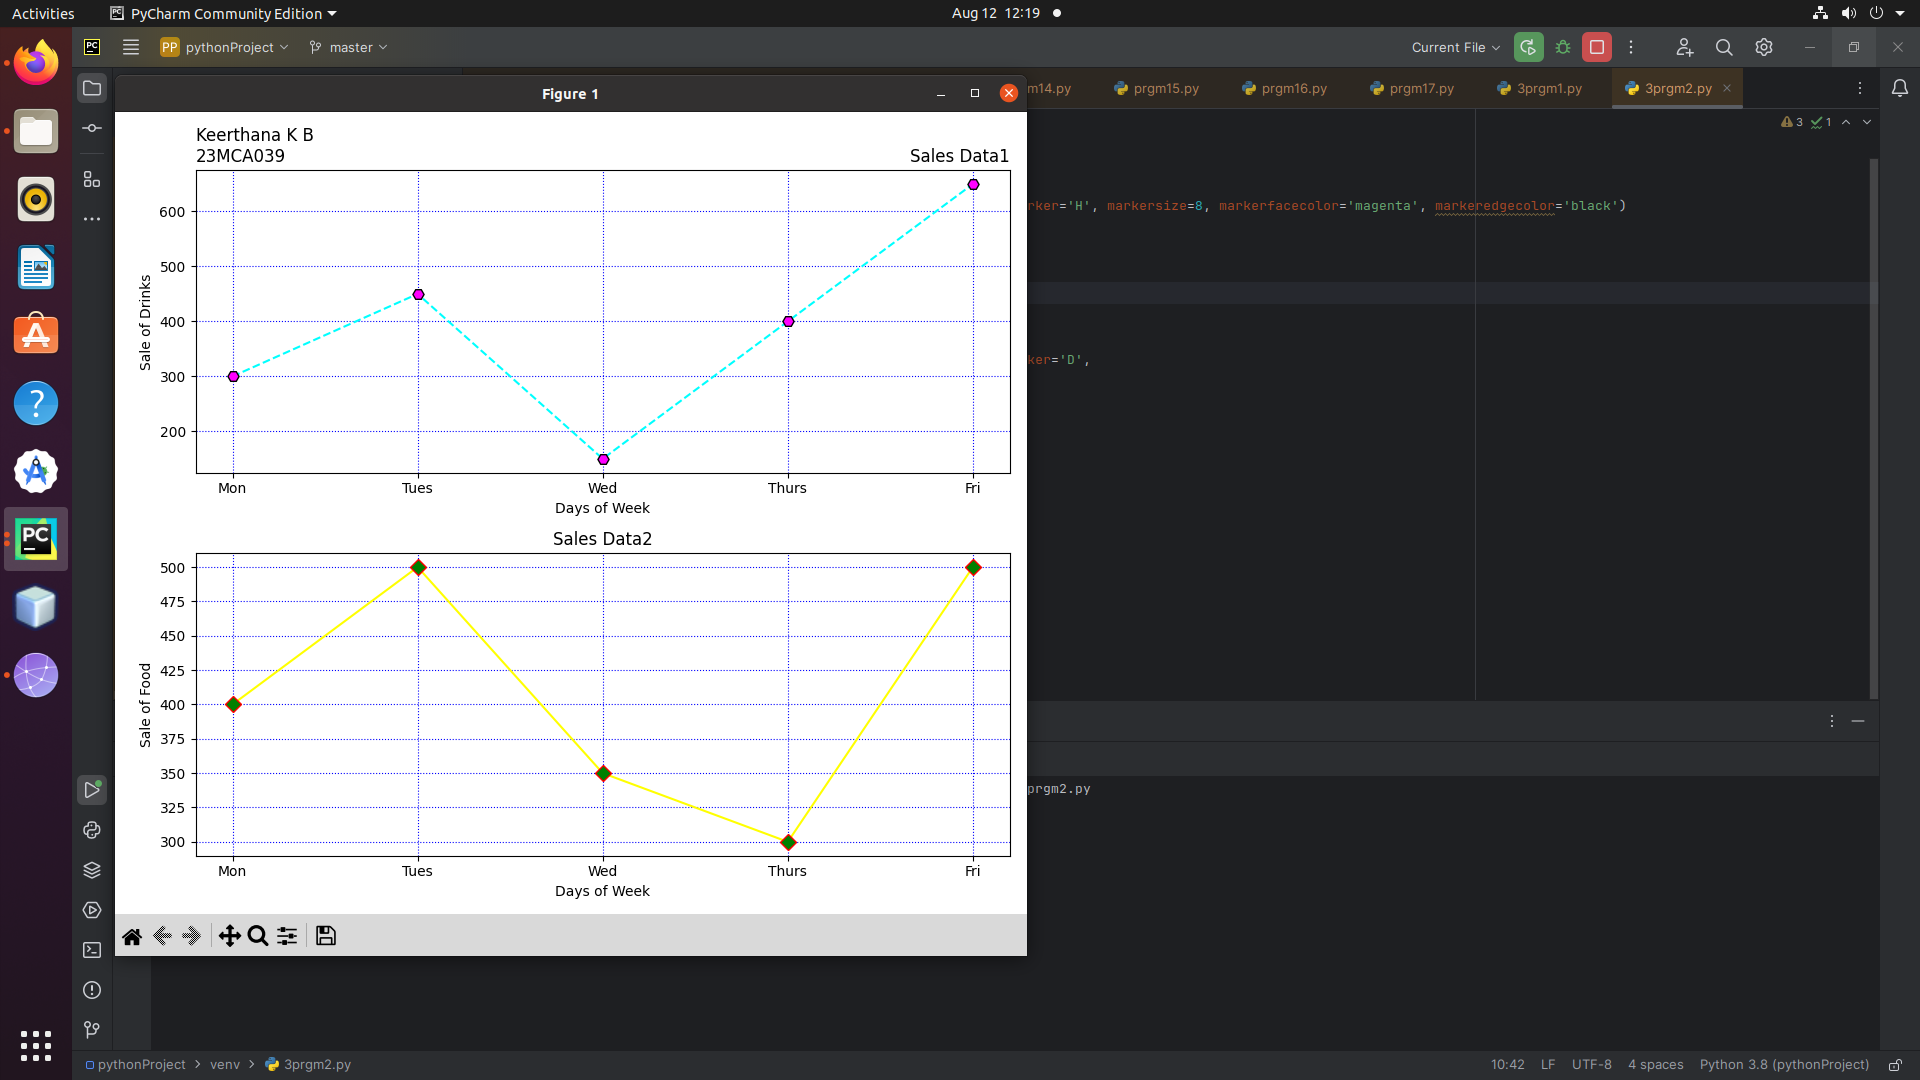 Activities PyCharm Community Edition Aug 12 12:19
PC PP pythonProject master Current File
Figure 1
m14.py prgm15.py prgm16.py prgm17.py 3prgm1.py 3prgm2.py
3 1
Keerthana K B
23MCA039
Sales Data1
rker='H', markersize=8, markerfacecolor='magenta', markeredgecolor='black')
ker='D',
600
500
400
300
200
Sale of Drinks
Mon Tues Wed Thurs Fri
Days of Week
Sales Data2
500
475
450
425
400
375
350
325
300
Sale of Food
Mon Tues Wed Thurs Fri
Days of Week
prgm2.py
PC
pythonProject > venv > 3prgm2.py 10:42 LF UTF-8 4 spaces Python 3.8 (pythonProject)